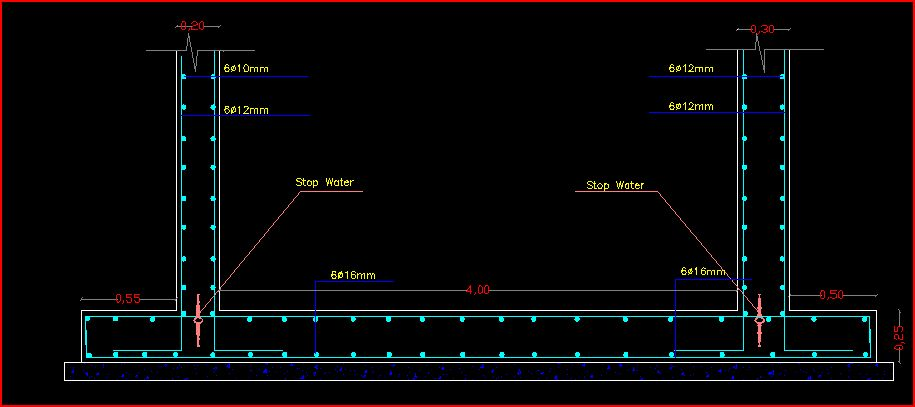 0,20
0,30
6ø10mm
6ø12mm
6ø12mm
6ø12mm
Stop Water
Stop Water
6ø16mm
6ø16mm
0,55
4,00
0,50
0,25